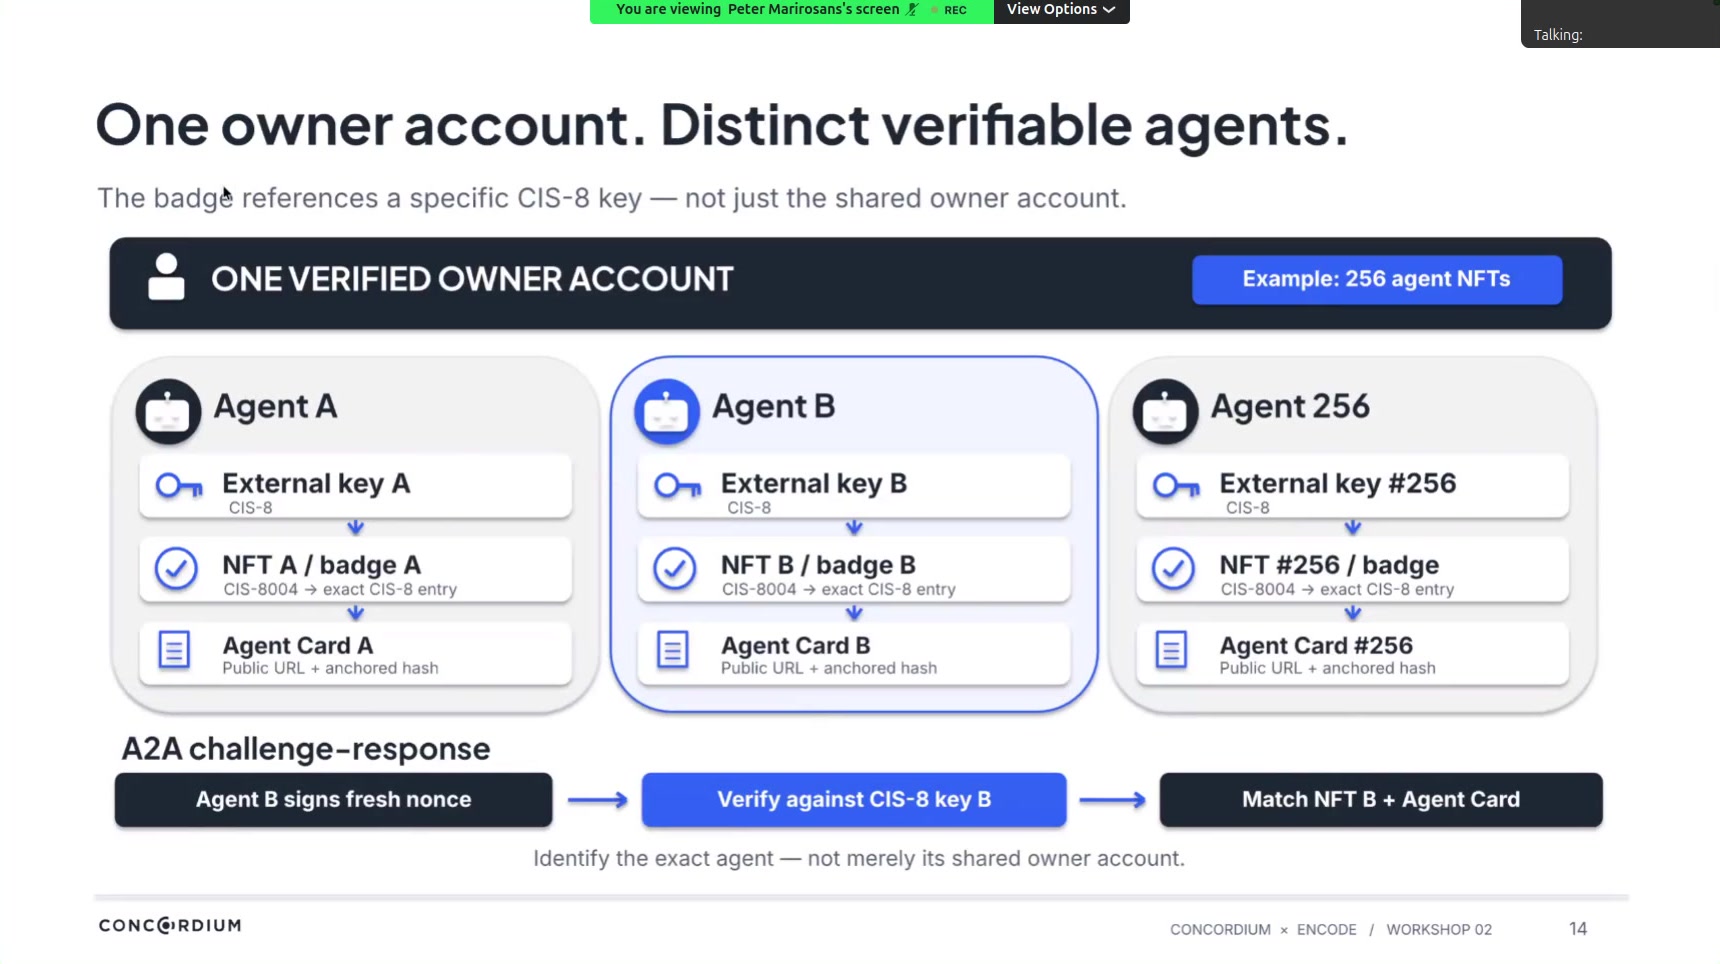 You are viewing Peter Marirosans's screen REC View Options
Talking:
One owner account. Distinct verifiable agents.
The badge references a specific CIS-8 key — not just the shared owner account.
ONE VERIFIED OWNER ACCOUNT
Example: 256 agent NFTs
Agent A
External key A
CIS-8
NFT A / badge A
CIS-8004 → exact CIS-8 entry
Agent Card A
Public URL + anchored hash
Agent B
External key B
CIS-8
NFT B / badge B
CIS-8004 → exact CIS-8 entry
Agent Card B
Public URL + anchored hash
Agent 256
External key #256
CIS-8
NFT #256 / badge
CIS-8004 → exact CIS-8 entry
Agent Card #256
Public URL + anchored hash
A2A challenge-response
Agent B signs fresh nonce
Verify against CIS-8 key B
Match NFT B + Agent Card
Identify the exact agent — not merely its shared owner account.
CONCORDIUM
CONCORDIUM × ENCODE / WORKSHOP 02
14